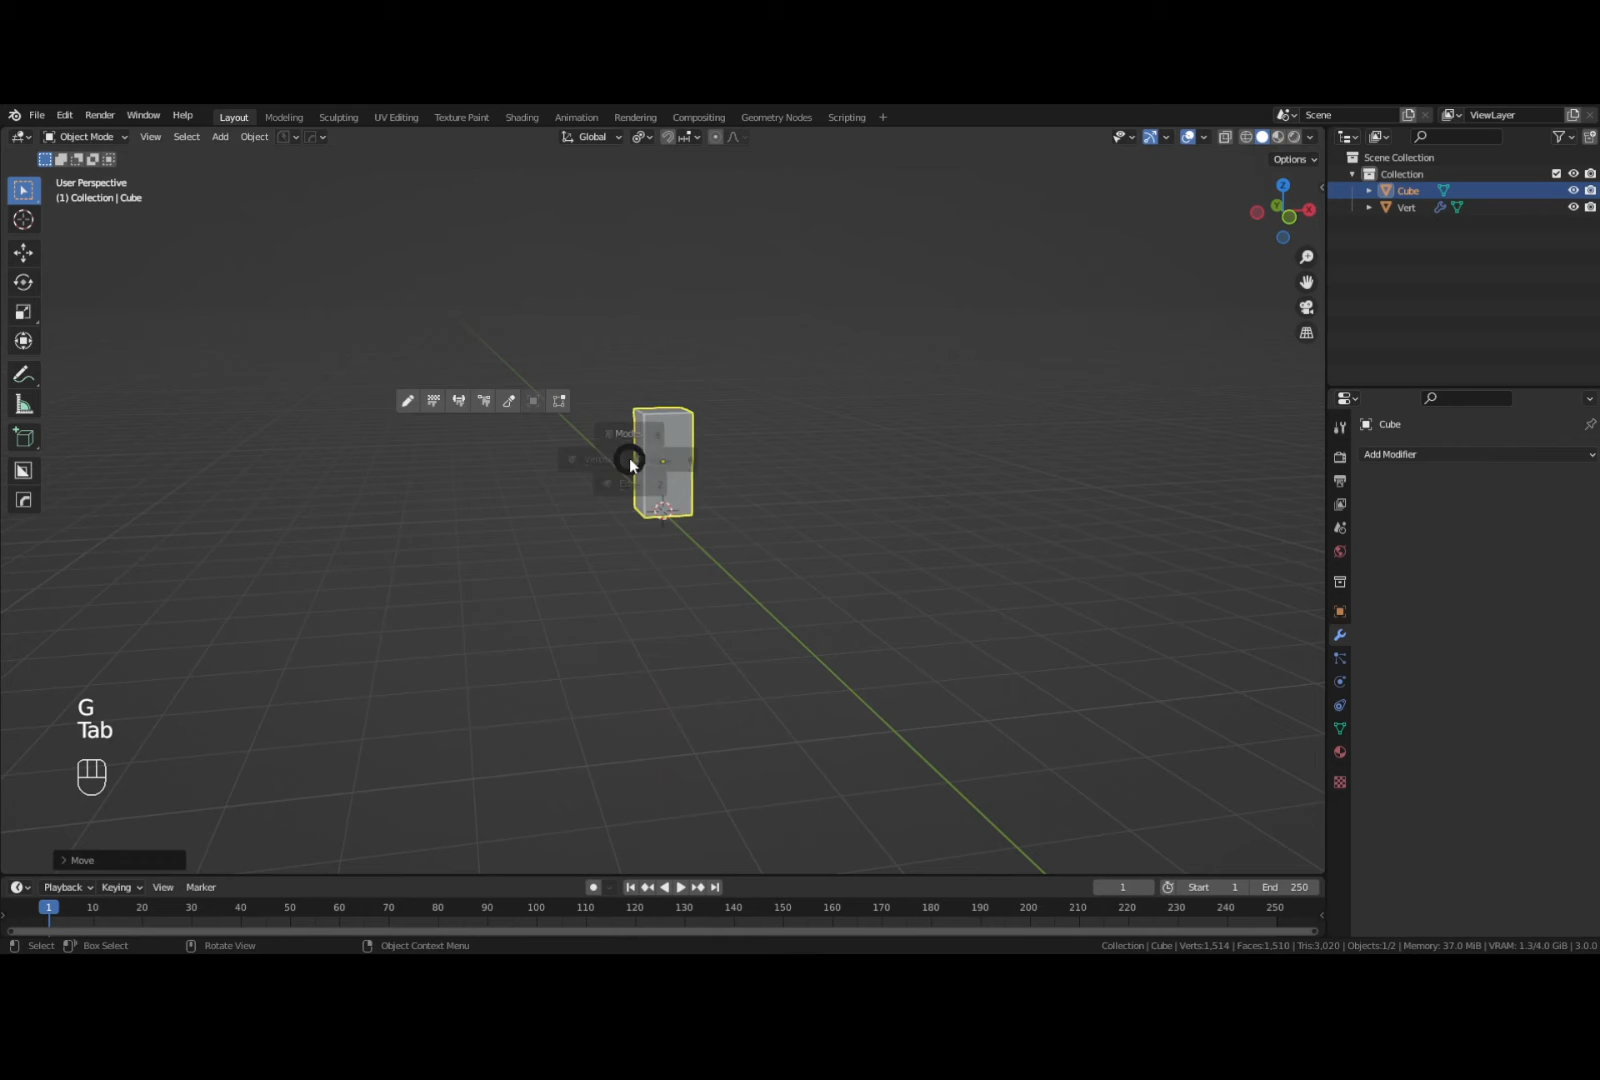 File Edit Render Window Help Layout Modeling Sculpting UV Editing Texture Paint Shading Animation Rendering Compositing Geometry Nodes Scripting + Scene ViewLayer
Object Mode View Select Add Object Global
Options
User Perspective
(1) Collection | Cube
Scene Collection
Collection
Cube
Vert
Z
Y
X
Cube
Add Modifier
G
Tab
Move
Playback Keying View Marker 1 Start 1 End 250
1 10 20 30 40 50 60 70 80 90 100 110 120 130 140 150 160 170 180 190 200 210 220 230 240 250
Select Box Select Rotate View Object Context Menu Collection | Cube | Verts:1,514 | Faces:1,510 | Tris:3,020 | Objects:1/2 | Memory: 37.0 MiB | VRAM: 1.3/4.0 GiB | 3.0.0